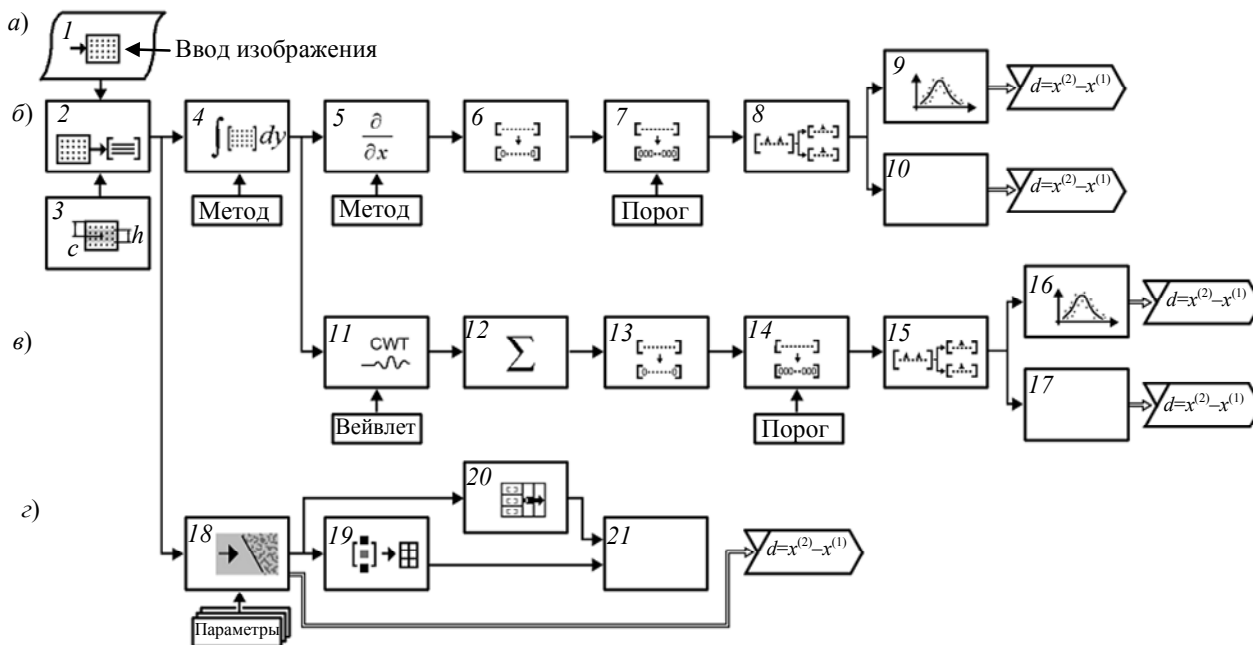 а)
1
Ввод изображения
б)
2
4
∫ dy
5
∂
∂x
6
7
8
9
d=x⁽²⁾–x⁽¹⁾
10
d=x⁽²⁾–x⁽¹⁾
3
c h
Метод
Метод
Порог
в)
11
CWT
12
Σ
13
14
15
16
d=x⁽²⁾–x⁽¹⁾
17
d=x⁽²⁾–x⁽¹⁾
Вейвлет
Порог
г)
18
19
20
21
d=x⁽²⁾–x⁽¹⁾
Параметры